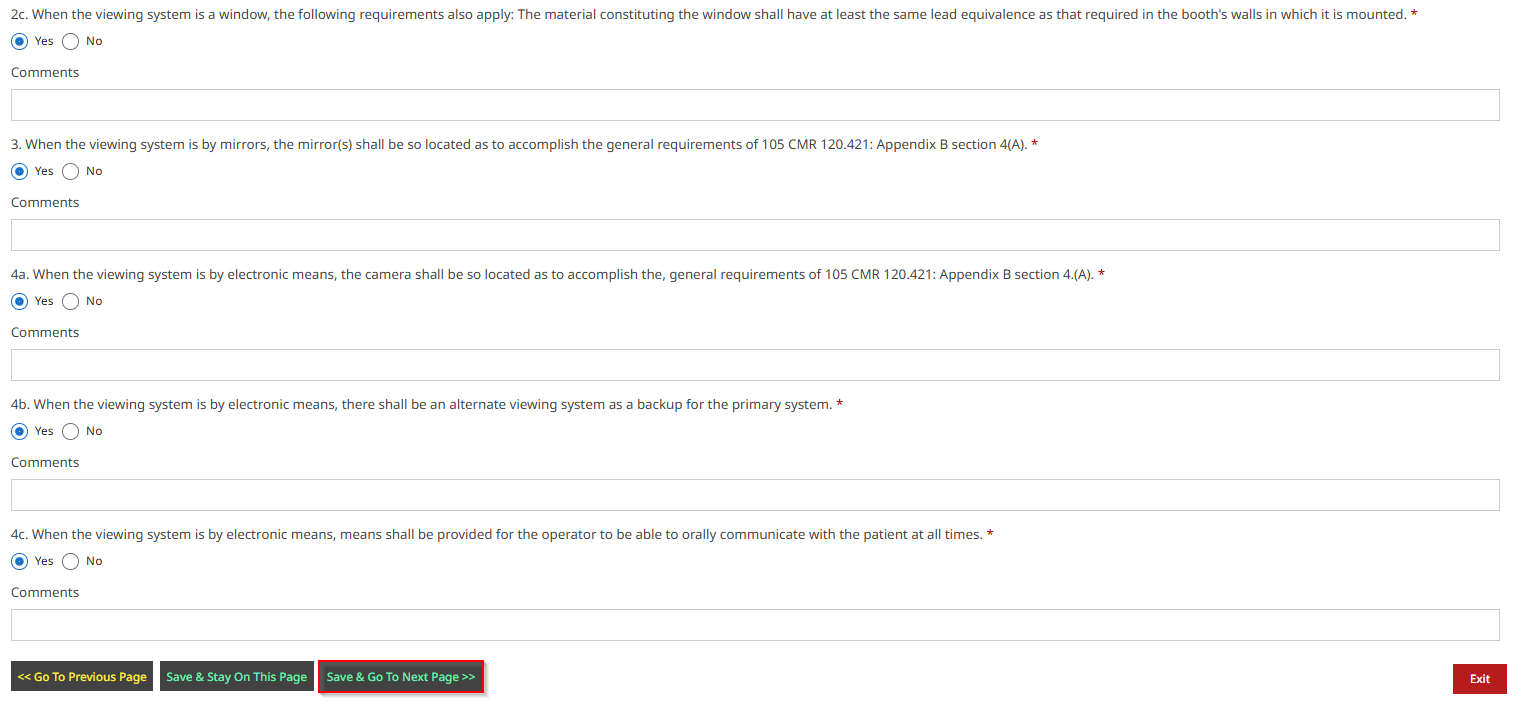 2c. When the viewing system is a window, the following requirements also apply: The material constituting the window shall have at least the same lead equivalence as that required in the booth's walls in which it is mounted. *
Yes No
Comments
3. When the viewing system is by mirrors, the mirror(s) shall be so located as to accomplish the general requirements of 105 CMR 120.421: Appendix B section 4(A). *
Yes No
Comments
4a. When the viewing system is by electronic means, the camera shall be so located as to accomplish the, general requirements of 105 CMR 120.421: Appendix B section 4.(A). *
Yes No
Comments
4b. When the viewing system is by electronic means, there shall be an alternate viewing system as a backup for the primary system. *
Yes No
Comments
4c. When the viewing system is by electronic means, means shall be provided for the operator to be able to orally communicate with the patient at all times. *
Yes No
Comments
<< Go To Previous Page Save & Stay On This Page Save & Go To Next Page >> Exit